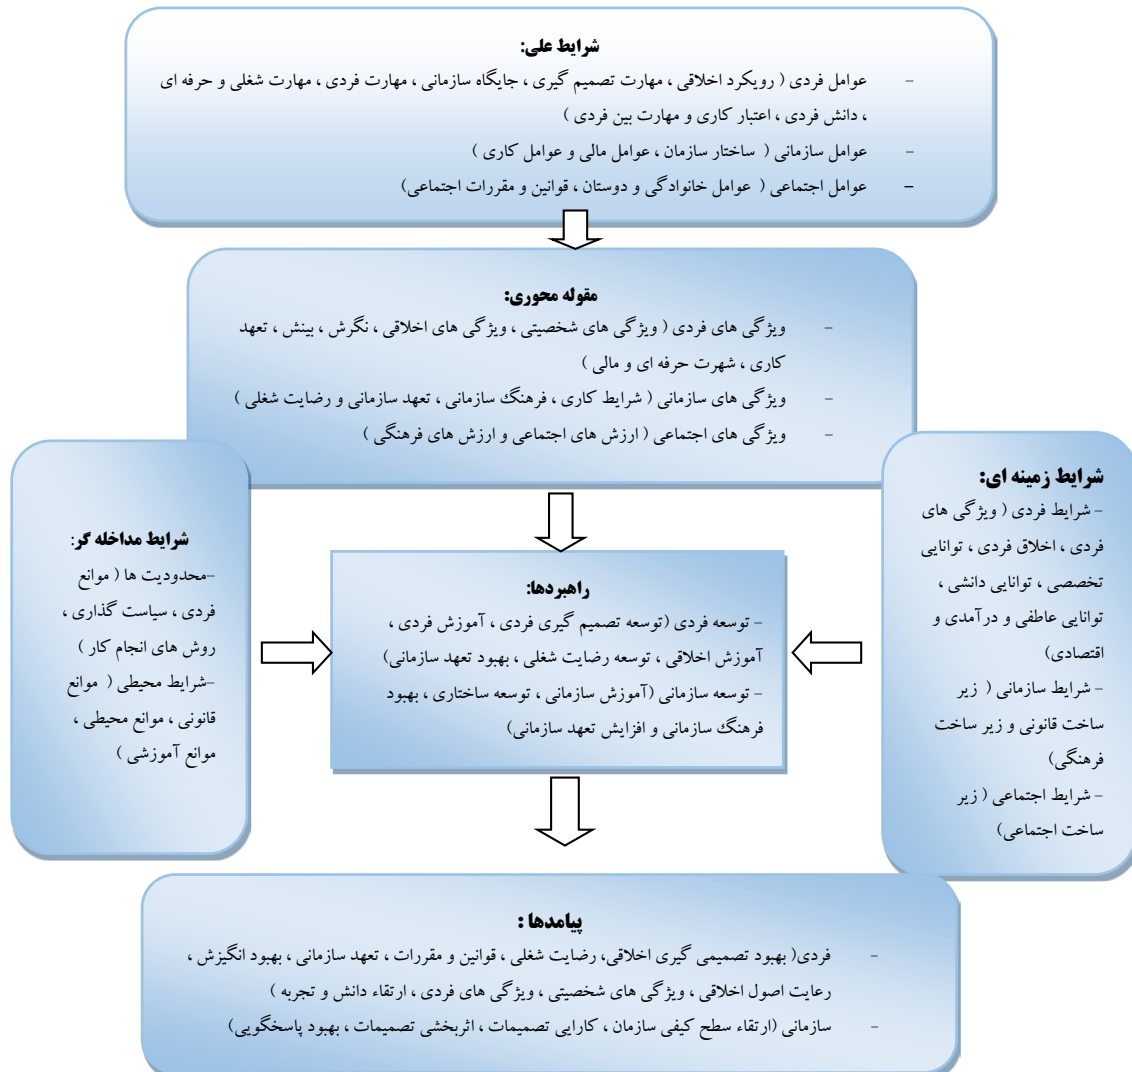 شرایط علی:
- عوامل فردی ( رویکرد اخلاقی ، مهارت تصمیم گیری ، جایگاه سازمانی ، مهارت فردی ، مهارت شغلی و حرفه ای
، دانش فردی ، اعتبار کاری و مهارت بین فردی )
- عوامل سازمانی ( ساختار سازمان ، عوامل مالی و عوامل کاری )
- عوامل اجتماعی ( عوامل خانوادگی و دوستان ، قوانین و مقررات اجتماعی)
مقوله محوری:
- ویژگی های فردی ( ویژگی های شخصیتی ، ویژگی های اخلاقی ، نگرش ، بینش ، تعهد
کاری ، شهرت حرفه ای و مالی )
- ویژگی های سازمانی ( شرایط کاری ، فرهنگ سازمانی ، تعهد سازمانی و رضایت شغلی )
- ویژگی های اجتماعی ( ارزش های اجتماعی و ارزش های فرهنگی )
شرایط زمینه ای:
- شرایط فردی ( ویژگی های
فردی ، اخلاق فردی ، توانایی
تخصصی ، توانایی دانشی ،
توانایی عاطفی و درآمدی و
اقتصادی)
- شرایط سازمانی ( زیر
ساخت قانونی و زیر ساخت
فرهنگی)
- شرایط اجتماعی ( زیر
ساخت اجتماعی)
راهبردها:
- توسعه فردی (توسعه تصمیم گیری فردی ، آموزش فردی ،
آموزش اخلاقی ، توسعه رضایت شغلی ، بهبود تعهد سازمانی)
- توسعه سازمانی (آموزش سازمانی ، توسعه ساختاری ، بهبود
فرهنگ سازمانی و افزایش تعهد سازمانی)
شرایط مداخله گر:
-محدودیت ها ( موانع
فردی ، سیاست گذاری ،
روش های انجام کار )
-شرایط محیطی ( موانع
قانونی ، موانع محیطی ،
موانع آموزشی )
پیامدها :
- فردی( بهبود تصمیمی گیری اخلاقی، رضایت شغلی ، قوانین و مقررات ، تعهد سازمانی ، بهبود انگیزش ،
رعایت اصول اخلاقی ، ویژگی های شخصیتی ، ویژگی های فردی ، ارتقاء دانش و تجربه )
- سازمانی (ارتقاء سطح کیفی سازمان ، کارایی تصمیمات ، اثربخشی تصمیمات ، بهبود پاسخگویی)